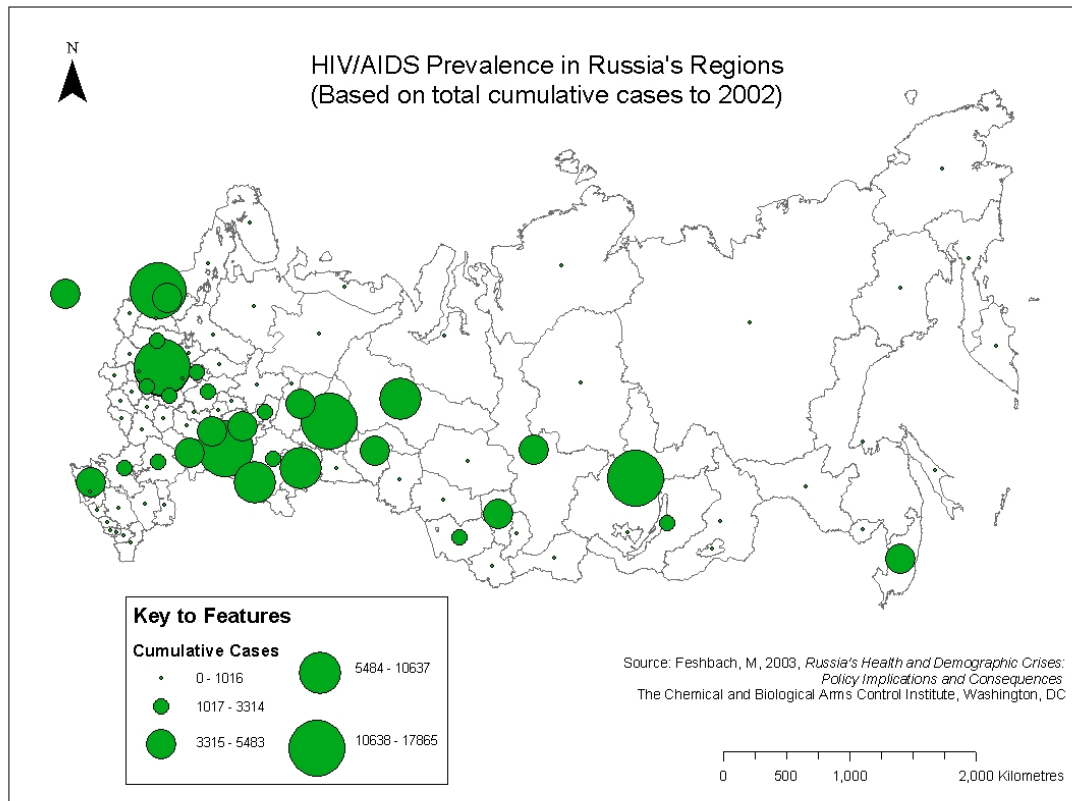 N
HIV/AIDS Prevalence in Russia's Regions
(Based on total cumulative cases to 2002)
Key to Features
Cumulative Cases
0 - 1016
1017 - 3314
3315 - 5483
5484 - 10637
10638 - 17865
Source: Feshbach, M, 2003, Russia's Health and Demographic Crises:
Policy Implications and Consequences
The Chemical and Biological Arms Control Institute, Washington, DC
0 500 1,000 2,000 Kilometres